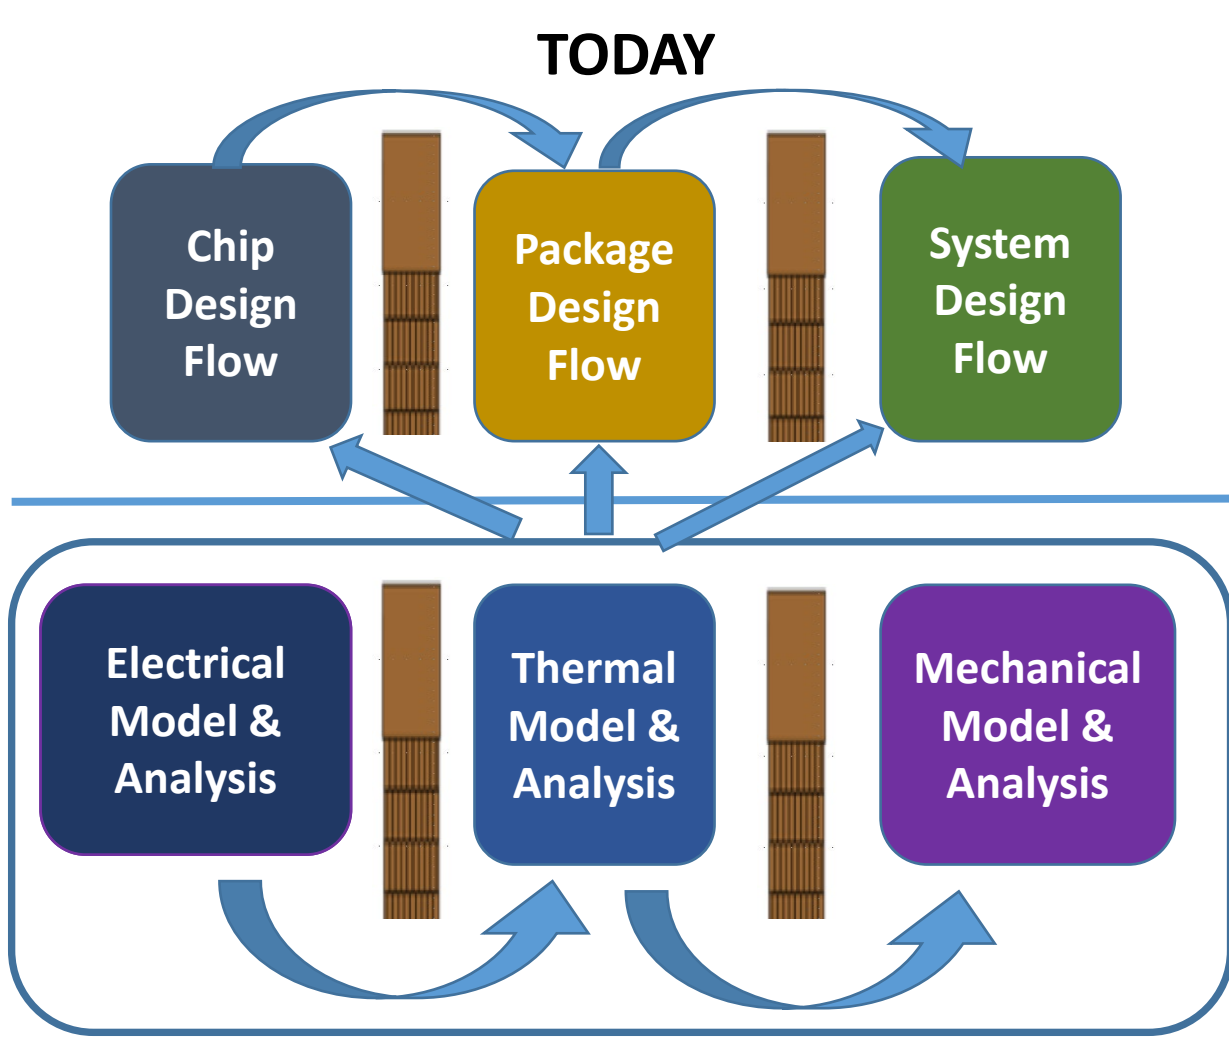 TODAY
Chip
Design
Flow
Package
Design
Flow
System
Design
Flow
Electrical
Model &
Analysis
Thermal
Model &
Analysis
Mechanical
Model &
Analysis